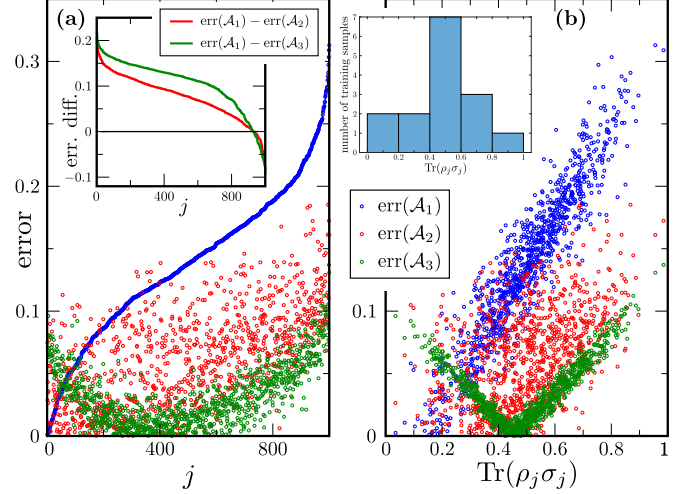 (a)
err(𝒜₁) − err(𝒜₂)
err(𝒜₁) − err(𝒜₃)
0.2
0.1
0
−0.1
err. diff.
0
400
800
j
0.3
0.2
0.1
0
error
0
400
800
j
(b)
number of training samples
7
6
5
4
3
2
1
0
0
0.2
0.4
0.6
0.8
1
Tr(ρⱼσⱼ)
err(𝒜₁)
err(𝒜₂)
err(𝒜₃)
0.1
0
0
0.2
0.4
0.6
0.8
1
Tr(ρⱼσⱼ)